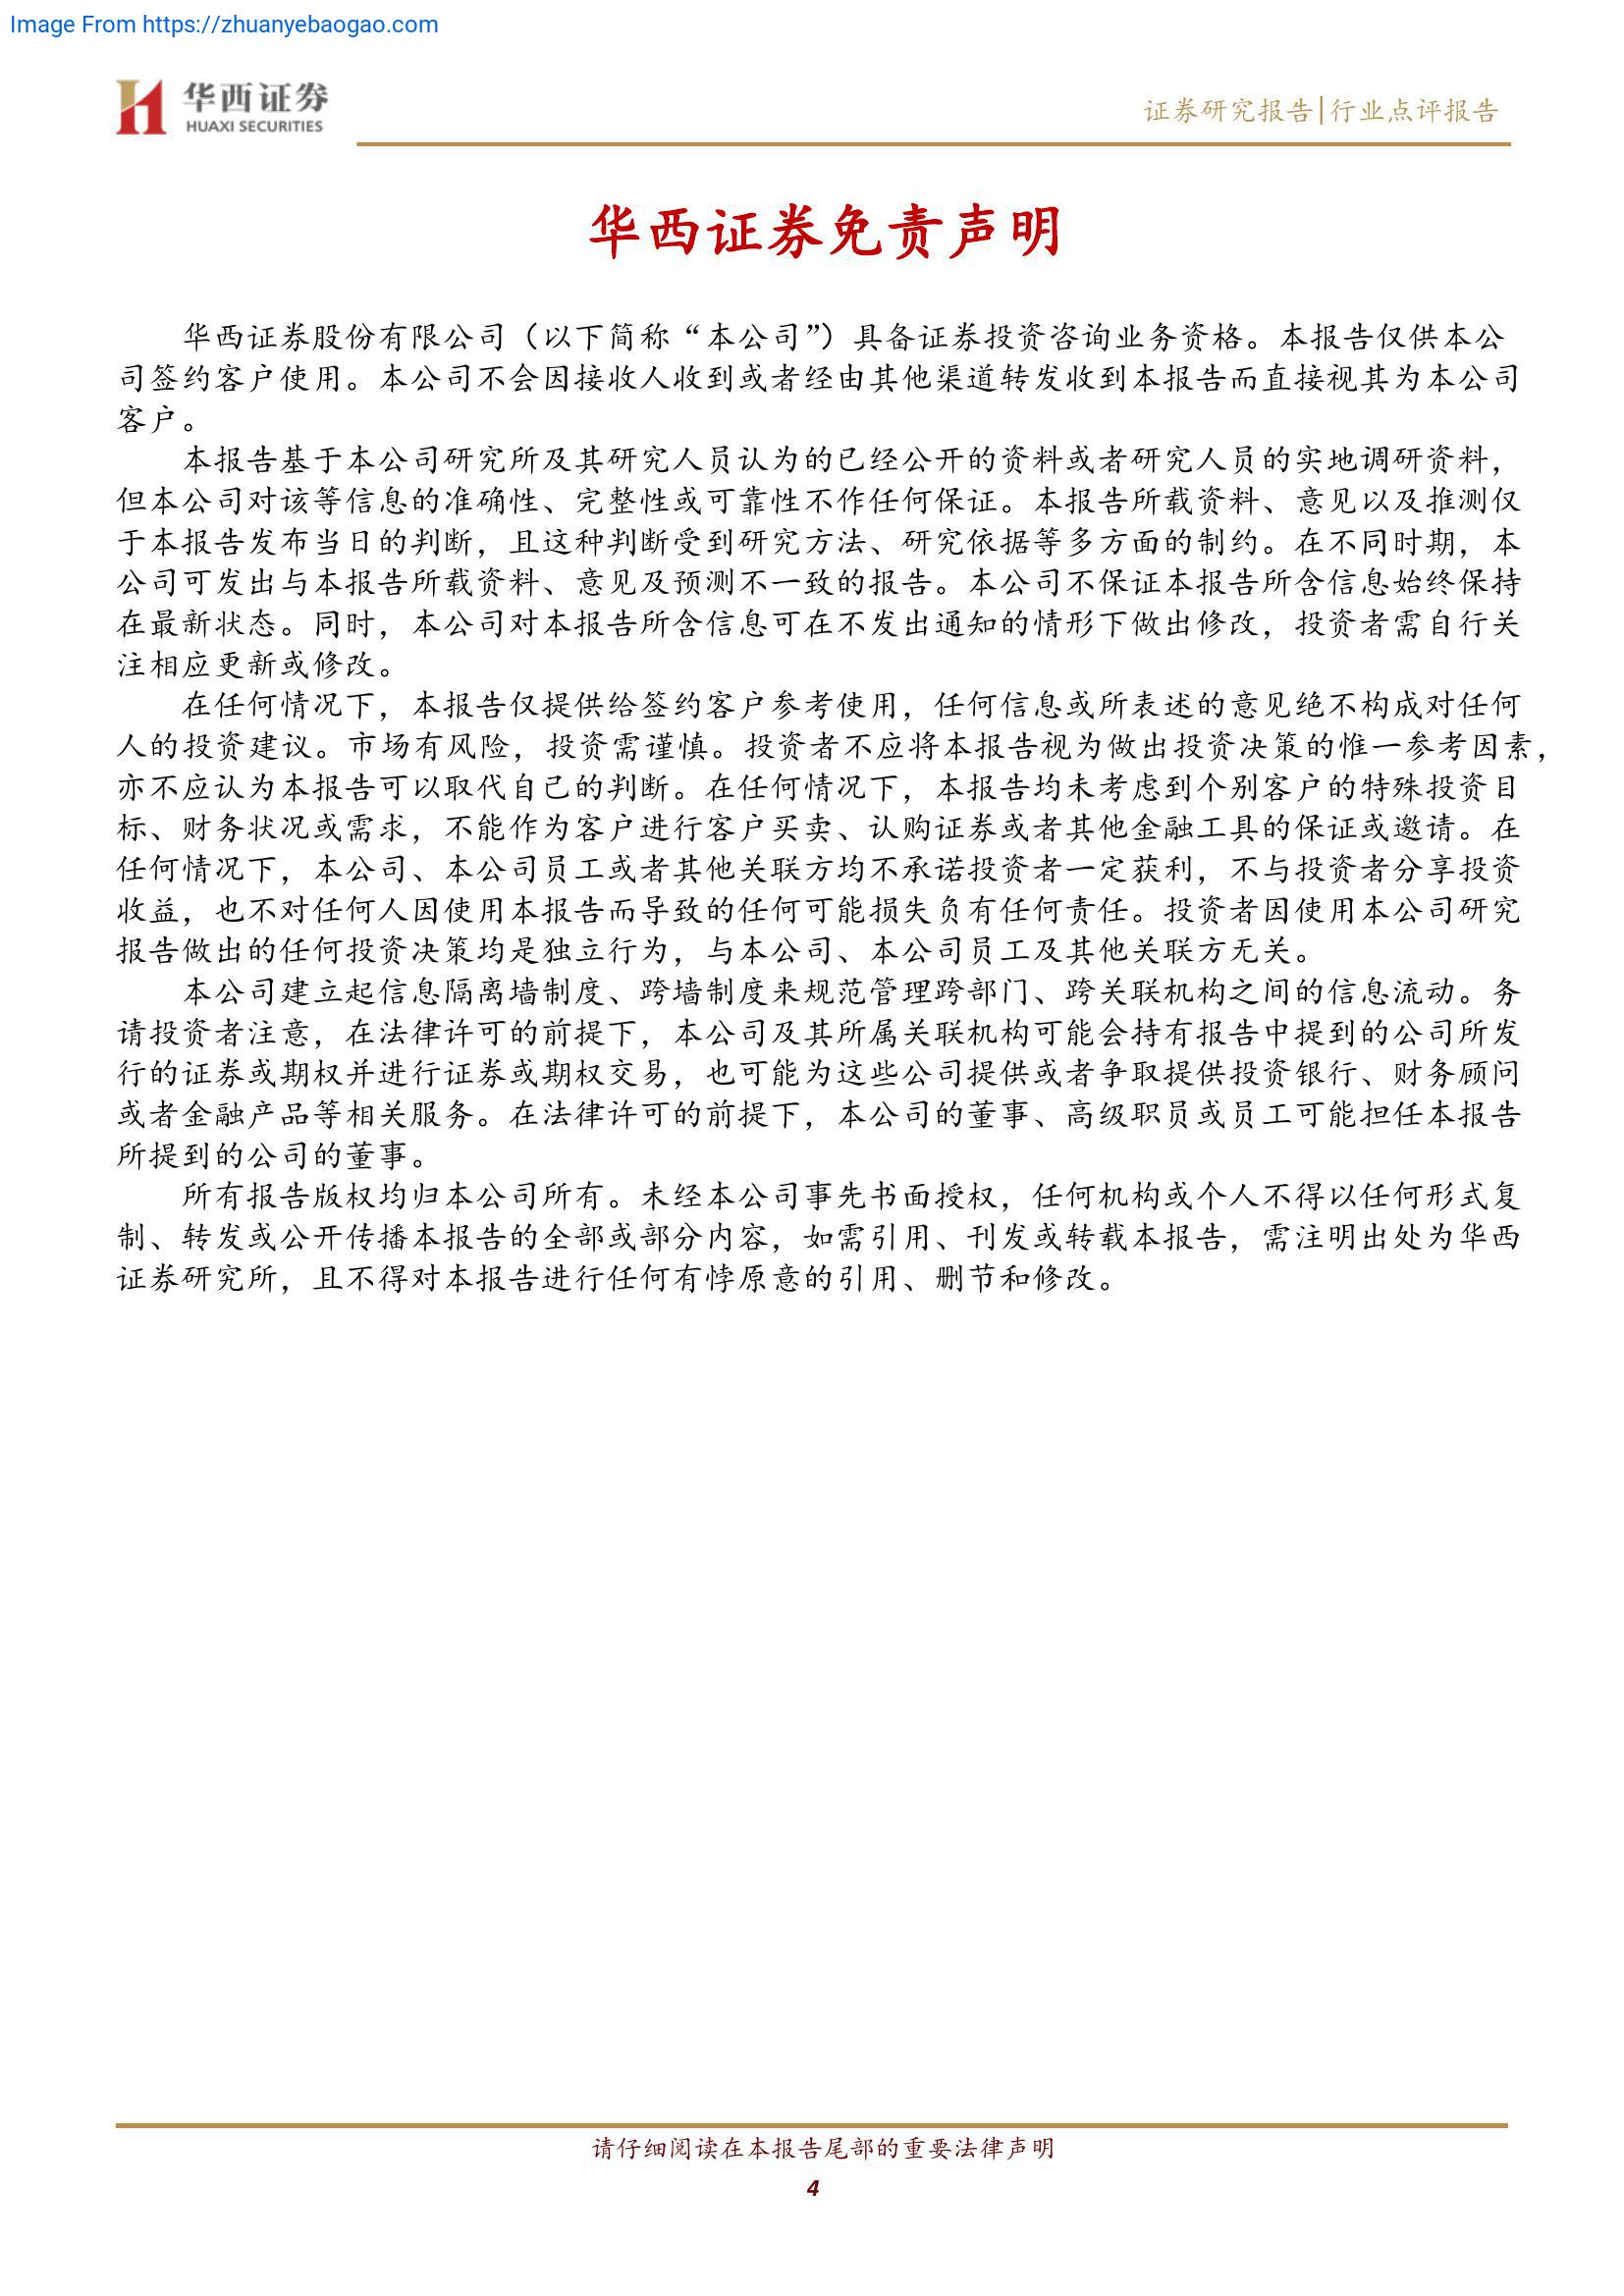 Image From https://zhuanyebaogao.com
华西证券
HUAXI SECURITIES
证券研究报告|行业点评报告
华西证券免责声明
华西证券股份有限公司（以下简称“本公司”）具备证券投资咨询业务资格。本报告仅供本公
司签约客户使用。本公司不会因接收人收到或者经由其他渠道转发收到本报告而直接视其为本公司
客户。
本报告基于本公司研究所及其研究人员认为的已经公开的资料或者研究人员的实地调研资料，
但本公司对该等信息的准确性、完整性或可靠性不作任何保证。本报告所载资料、意见以及推测仅
于本报告发布当日的判断，且这种判断受到研究方法、研究依据等多方面的制约。在不同时期，本
公司可发出与本报告所载资料、意见及预测不一致的报告。本公司不保证本报告所含信息始终保持
在最新状态。同时，本公司对本报告所含信息可在不发出通知的情形下做出修改，投资者需自行关
注相应更新或修改。
在任何情况下，本报告仅提供给签约客户参考使用，任何信息或所表述的意见绝不构成对任何
人的投资建议。市场有风险，投资需谨慎。投资者不应将本报告视为做出投资决策的惟一参考因素，
亦不应认为本报告可以取代自己的判断。在任何情况下，本报告均未考虑到个别客户的特殊投资目
标、财务状况或需求，不能作为客户进行客户买卖、认购证券或者其他金融工具的保证或邀请。在
任何情况下，本公司、本公司员工或者其他关联方均不承诺投资者一定获利，不与投资者分享投资
收益，也不对任何人因使用本报告而导致的任何可能损失负有任何责任。投资者因使用本公司研究
报告做出的任何投资决策均是独立行为，与本公司、本公司员工及其他关联方无关。
本公司建立起信息隔离墙制度、跨墙制度来规范管理跨部门、跨关联机构之间的信息流动。务
请投资者注意，在法律许可的前提下，本公司及其所属关联机构可能会持有报告中提到的公司所发
行的证券或期权并进行证券或期权交易，也可能为这些公司提供或者争取提供投资银行、财务顾问
或者金融产品等相关服务。在法律许可的前提下，本公司的董事、高级职员或员工可能担任本报告
所提到的公司的董事。
所有报告版权均归本公司所有。未经本公司事先书面授权，任何机构或个人不得以任何形式复
制、转发或公开传播本报告的全部或部分内容，如需引用、刊发或转载本报告，需注明出处为华西
证券研究所，且不得对本报告进行任何有悖原意的引用、删节和修改。
请仔细阅读在本报告尾部的重要法律声明
4